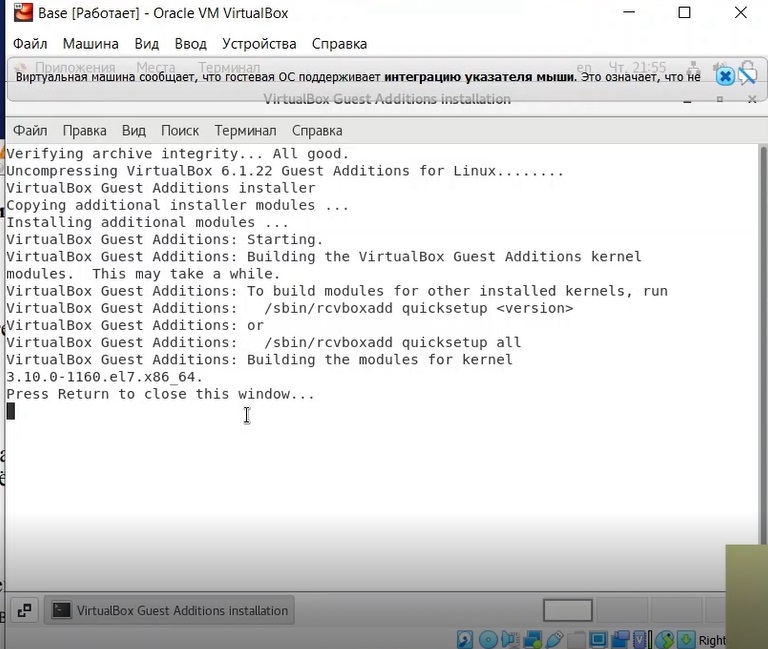 Base [Работает] - Oracle VM VirtualBox
Файл Машина Вид Ввод Устройства Справка
Приложения Места Терминал en Чт, 21:55
Виртуальная машина сообщает, что гостевая ОС поддерживает интеграцию указателя мыши. Это означает, что не
VirtualBox Guest Additions installation
Файл Правка Вид Поиск Терминал Справка
Verifying archive integrity... All good.
Uncompressing VirtualBox 6.1.22 Guest Additions for Linux........
VirtualBox Guest Additions installer
Copying additional installer modules ...
Installing additional modules ...
VirtualBox Guest Additions: Starting.
VirtualBox Guest Additions: Building the VirtualBox Guest Additions kernel
modules.  This may take a while.
VirtualBox Guest Additions: To build modules for other installed kernels, run
VirtualBox Guest Additions:   /sbin/rcvboxadd quicksetup <version>
VirtualBox Guest Additions: or
VirtualBox Guest Additions:   /sbin/rcvboxadd quicksetup all
VirtualBox Guest Additions: Building the modules for kernel
3.10.0-1160.el7.x86_64.
Press Return to close this window...
VirtualBox Guest Additions installation
Right